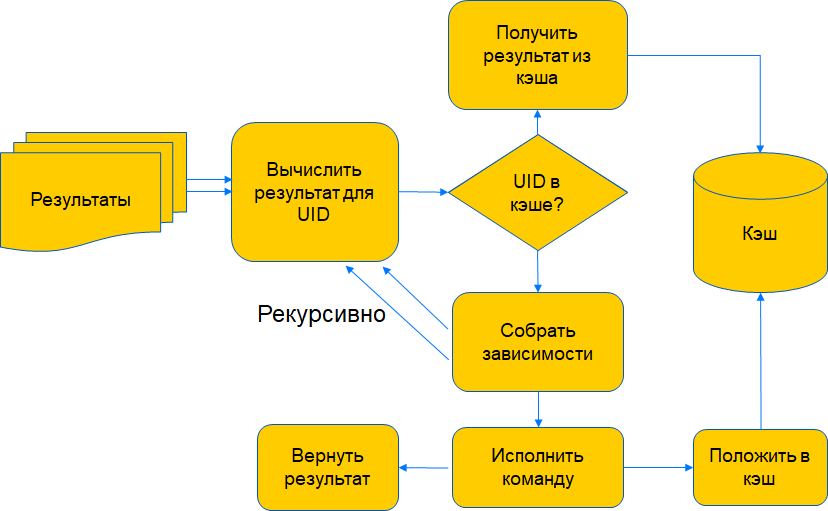 Получить
результат из
кэша
Результаты
Вычислить
результат для
UID
UID в
кэше?
Кэш
Рекурсивно
Собрать
зависимости
Вернуть
результат
Исполнить
команду
Положить в
кэш